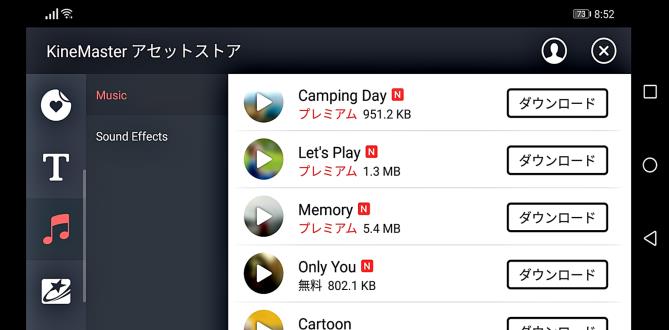 73 8:52
KineMaster アセットストア
Music
Sound Effects
Camping Day N
プレミアム 951.2 KB
ダウンロード
Let's Play N
プレミアム 1.3 MB
ダウンロード
Memory N
プレミアム 5.4 MB
ダウンロード
Only You N
無料 802.1 KB
ダウンロード
Cartoon
ダウンロード
T